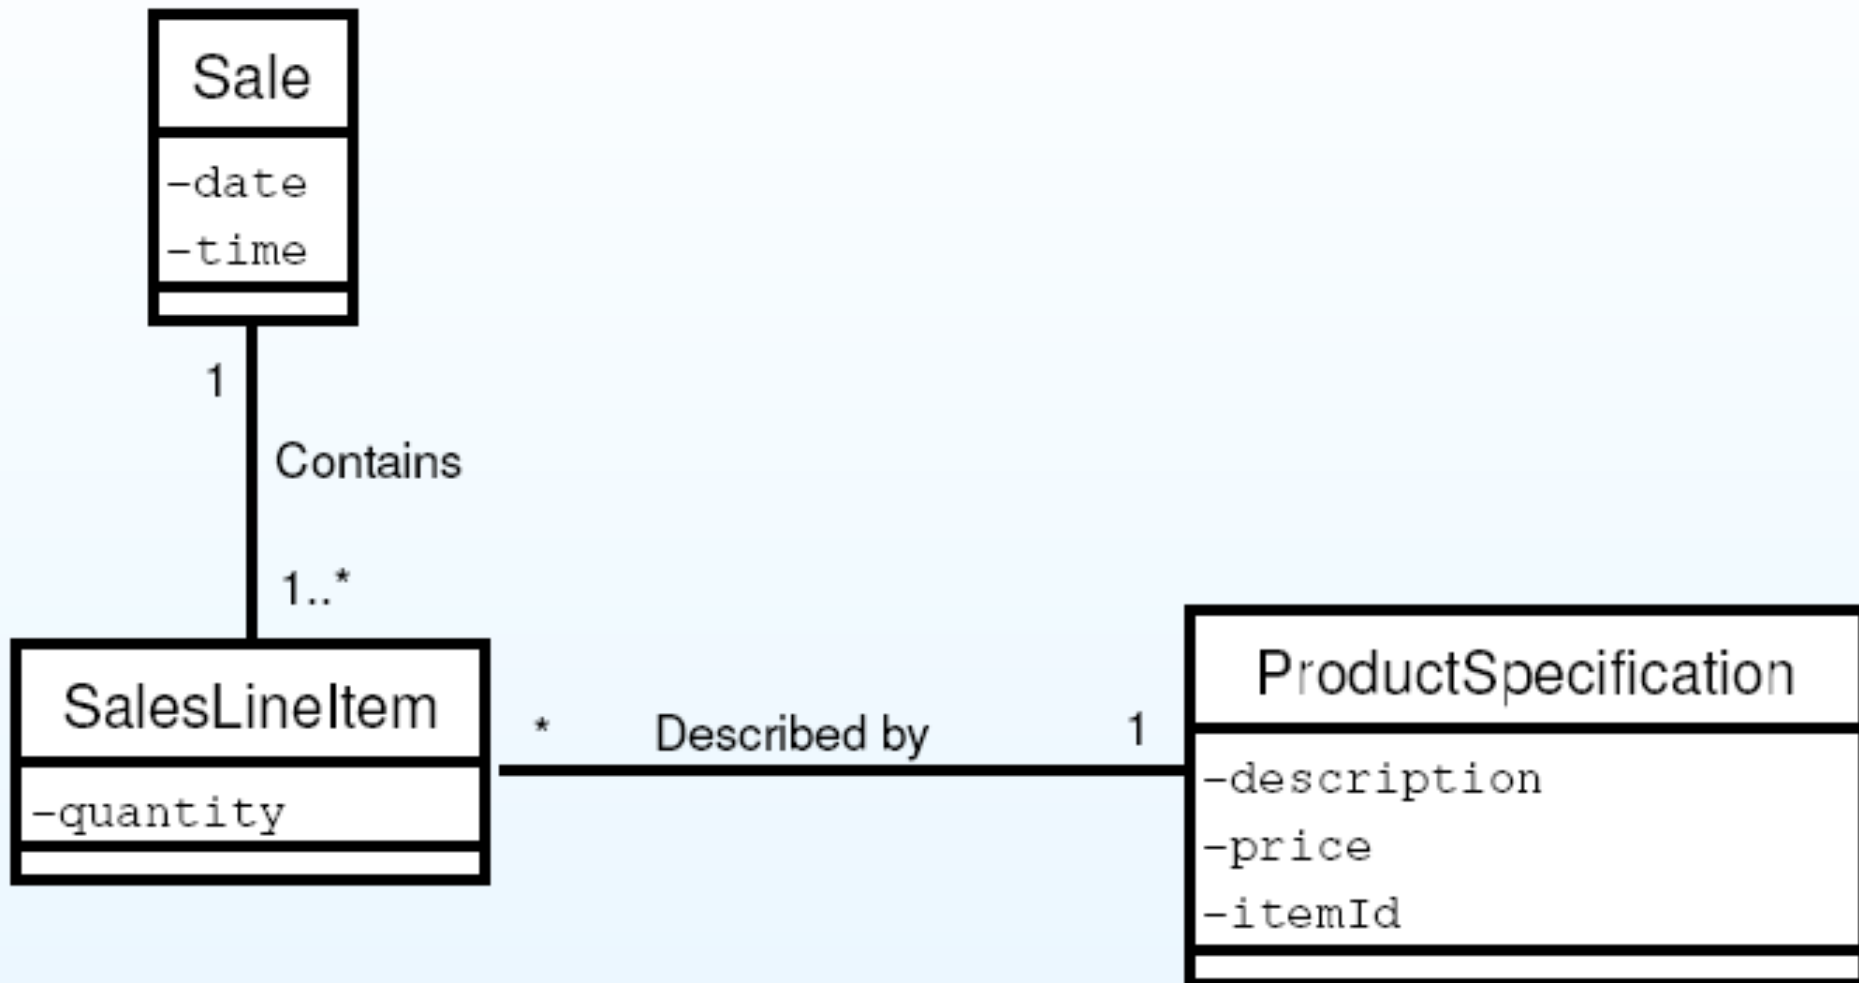 Sale
-date
-time
1
Contains
1..*
SalesLineItem
-quantity
* Described by 1
ProductSpecification
-description
-price
-itemId